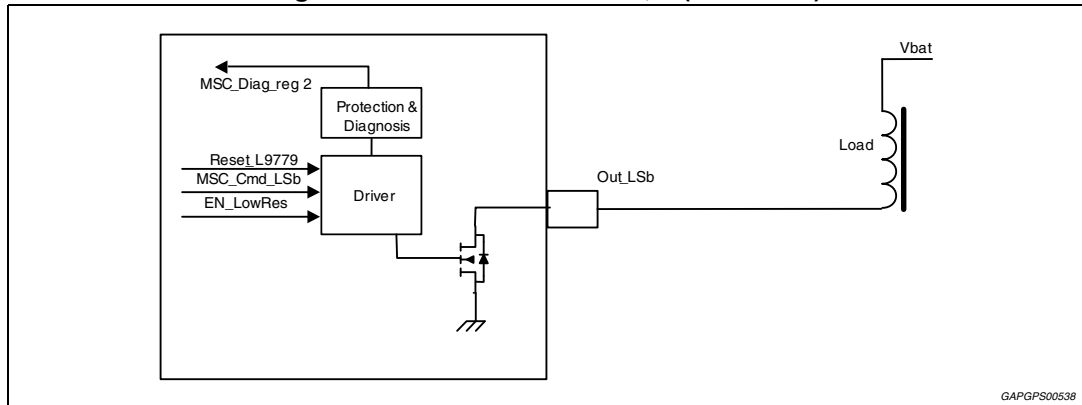 Vbat
MSC_Diag_reg 2
Protection &
Diagnosis
Load
Reset_L9779
MSC_Cmd_LSb
EN_LowRes
Driver
Out_LSb
GAPGPS00538